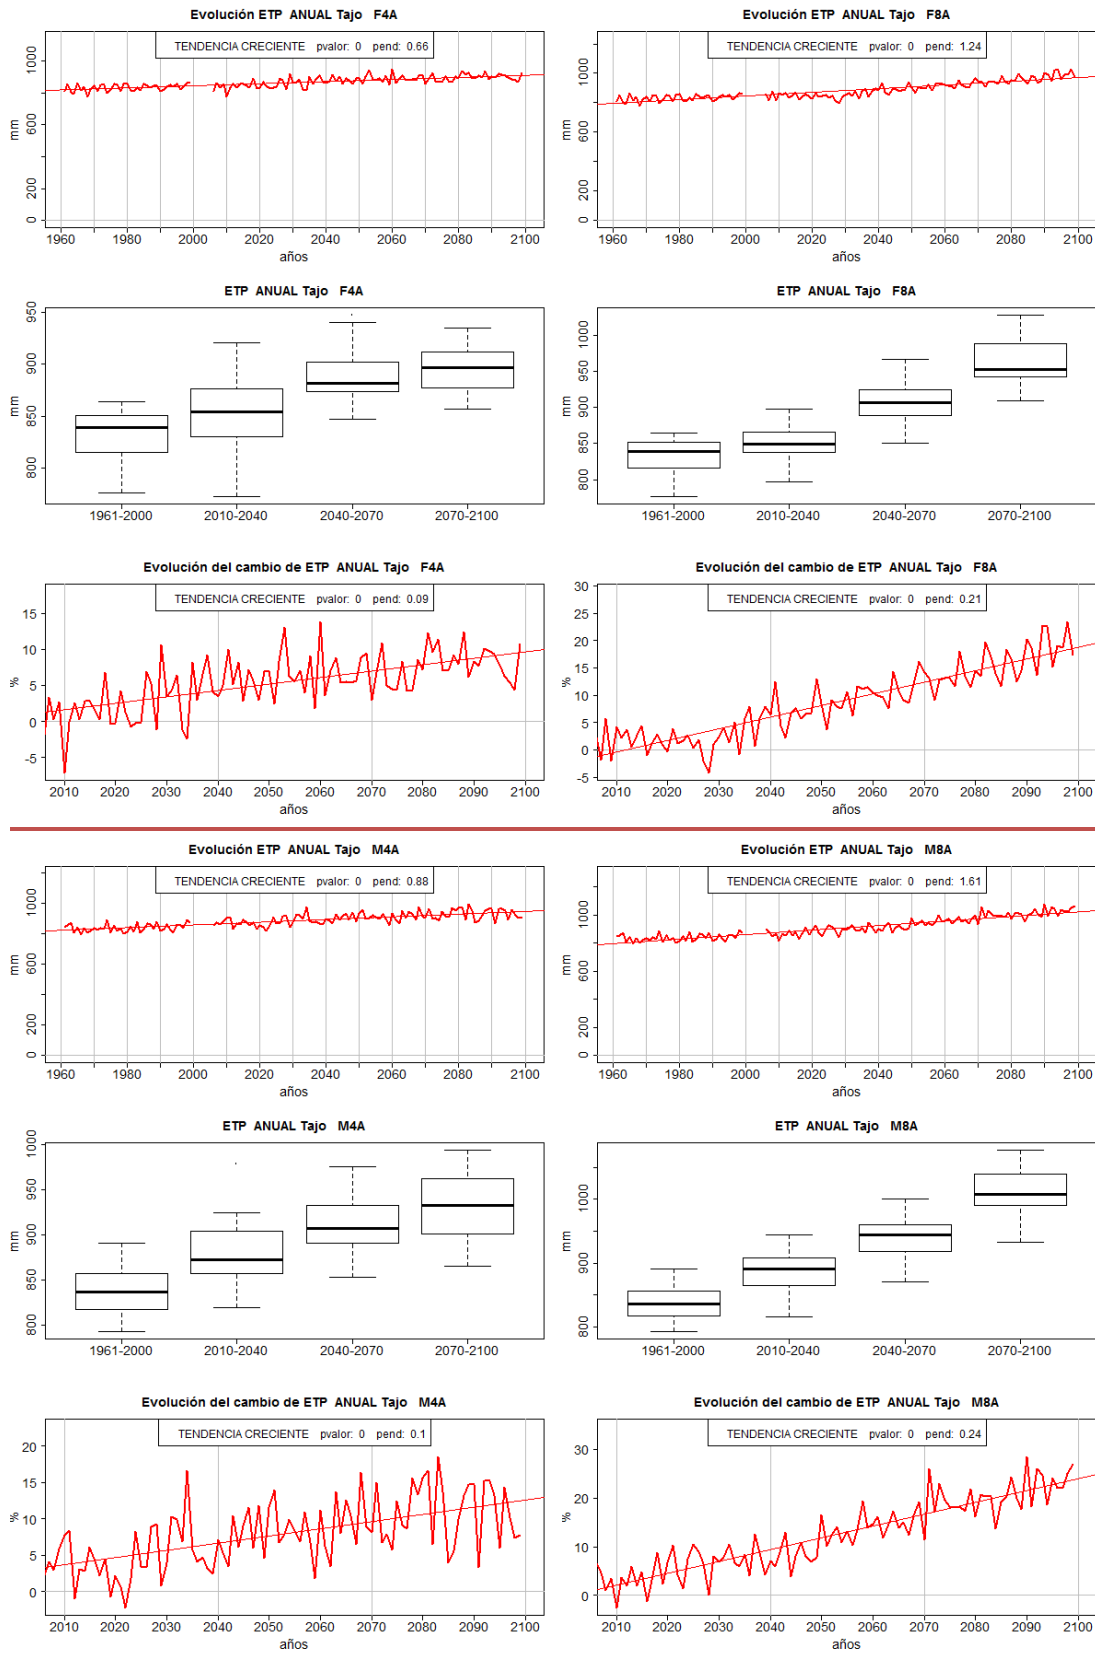 Evolución ETP ANUAL Tajo F4A
TENDENCIA CRECIENTE pvalor: 0 pend: 0.66
mm
1000
600
200
0
1960 1980 2000 2020 2040 2060 2080 2100
años
Evolución ETP ANUAL Tajo F8A
TENDENCIA CRECIENTE pvalor: 0 pend: 1.24
mm
1000
600
200
0
1960 1980 2000 2020 2040 2060 2080 2100
años
ETP ANUAL Tajo F4A
mm
950
900
850
800
1961-2000 2010-2040 2040-2070 2070-2100
ETP ANUAL Tajo F8A
mm
1000
950
900
850
800
1961-2000 2010-2040 2040-2070 2070-2100
Evolución del cambio de ETP ANUAL Tajo F4A
TENDENCIA CRECIENTE pvalor: 0 pend: 0.09
%
15
10
5
0
-5
2010 2020 2030 2040 2050 2060 2070 2080 2090 2100
años
Evolución del cambio de ETP ANUAL Tajo F8A
TENDENCIA CRECIENTE pvalor: 0 pend: 0.21
%
30
25
20
15
10
5
0
-5
2010 2020 2030 2040 2050 2060 2070 2080 2090 2100
años
Evolución ETP ANUAL Tajo M4A
TENDENCIA CRECIENTE pvalor: 0 pend: 0.88
mm
1000
600
200
0
1960 1980 2000 2020 2040 2060 2080 2100
años
Evolución ETP ANUAL Tajo M8A
TENDENCIA CRECIENTE pvalor: 0 pend: 1.61
mm
1000
600
200
0
1960 1980 2000 2020 2040 2060 2080 2100
años
ETP ANUAL Tajo M4A
mm
1000
950
900
850
800
1961-2000 2010-2040 2040-2070 2070-2100
ETP ANUAL Tajo M8A
mm
1000
900
800
1961-2000 2010-2040 2040-2070 2070-2100
Evolución del cambio de ETP ANUAL Tajo M4A
TENDENCIA CRECIENTE pvalor: 0 pend: 0.1
%
20
15
10
5
0
2010 2020 2030 2040 2050 2060 2070 2080 2090 2100
años
Evolución del cambio de ETP ANUAL Tajo M8A
TENDENCIA CRECIENTE pvalor: 0 pend: 0.24
%
30
20
10
0
2010 2020 2030 2040 2050 2060 2070 2080 2090 2100
años